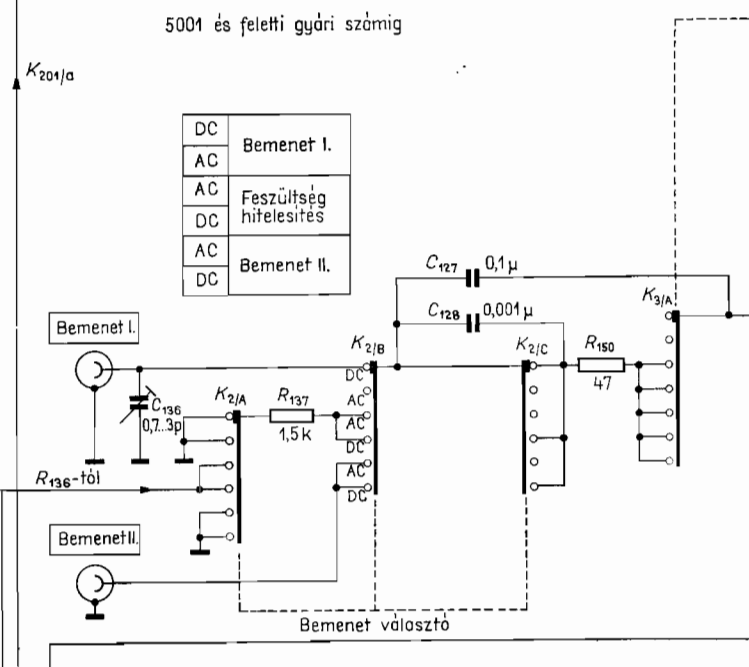 5001 és feletti gyári számig
K201/a
DC
Bemenet I.
AC
AC
Feszültség
hitelesítés
DC
AC
Bemenet II.
DC
C127
0,1µ
K3/A
C128
0,001µ
Bemenet I.
K2/B
K2/C
R150
47
DC
K2/A
R137
AC
C136
0,7..3p
1,5k
AC
DC
R136-tól
AC
DC
Bemenet II.
Bemenet választó